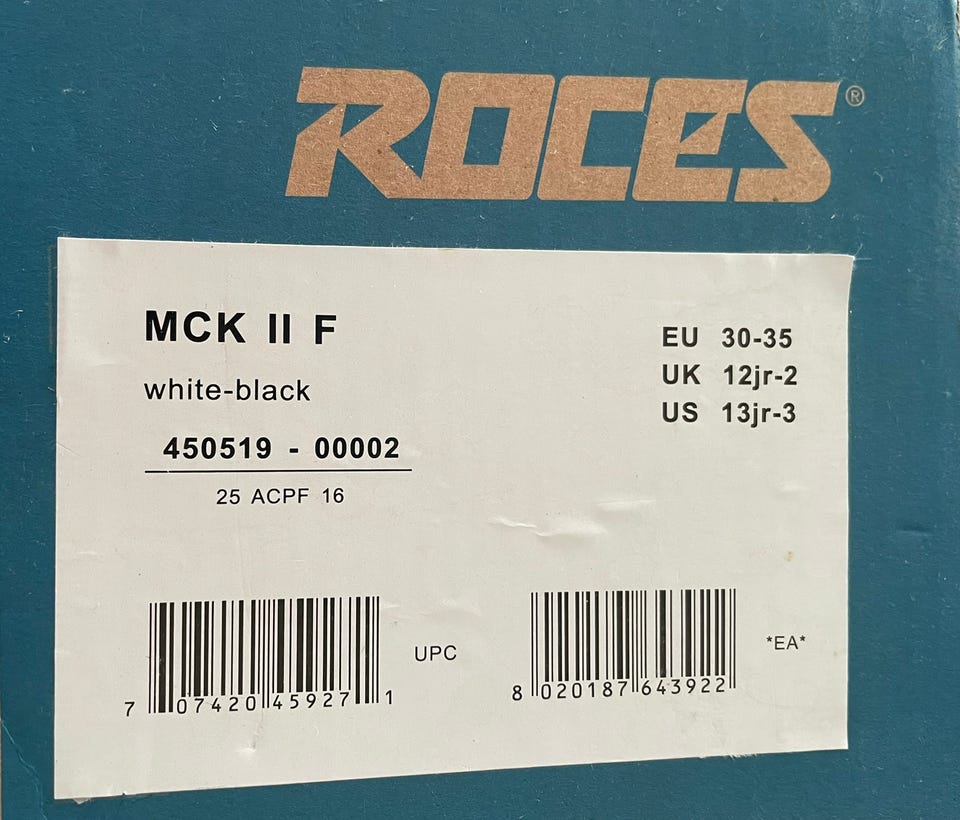 ROCES®
MCK II F
white-black
450519 - 00002
25 ACPF 16
EU 30-35
UK 12jr-2
US 13jr-3
7 07420 45927 1
UPC
8 020187 643922
*EA*